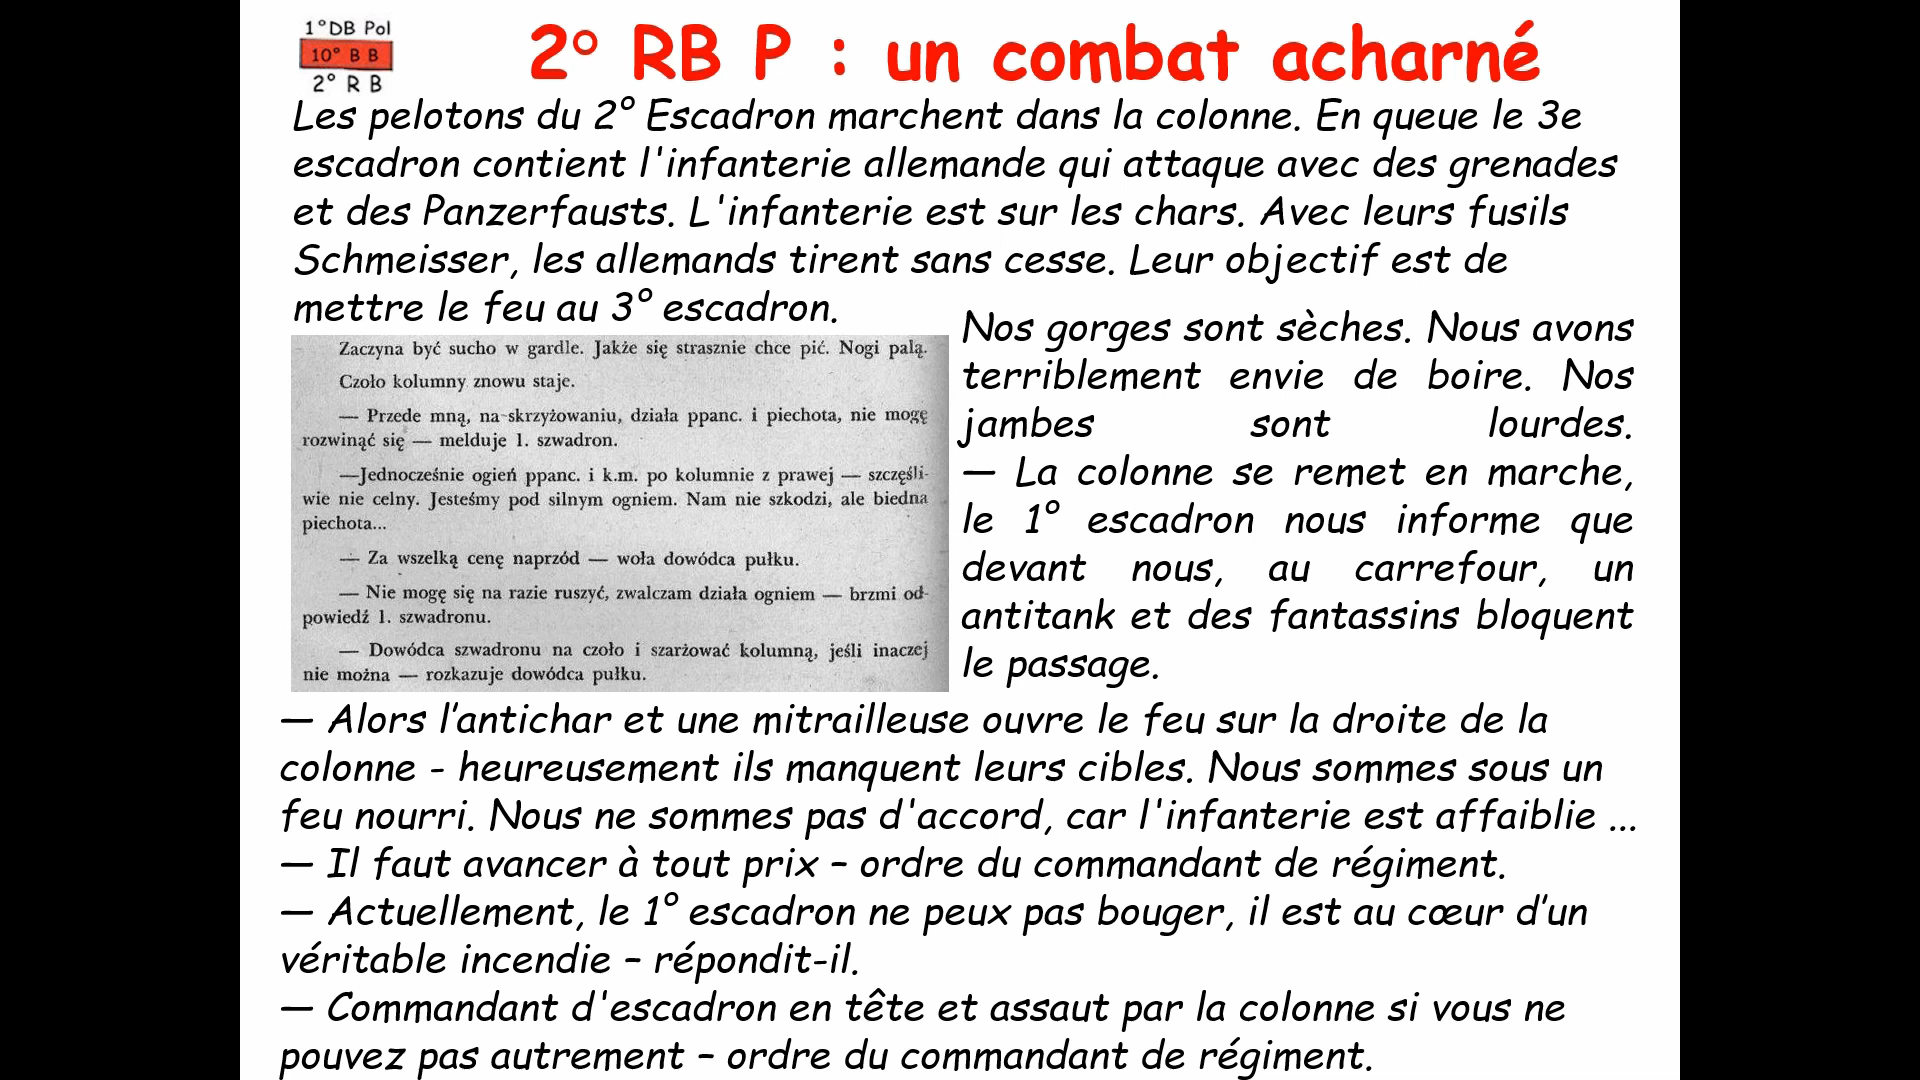 1°DB Pol
10° B B
2° R B
2° RB P : un combat acharné
Les pelotons du 2° Escadron marchent dans la colonne. En queue le 3e
escadron contient l'infanterie allemande qui attaque avec des grenades
et des Panzerfausts. L'infanterie est sur les chars. Avec leurs fusils
Schmeisser, les allemands tirent sans cesse. Leur objectif est de
mettre le feu au 3° escadron.
Zaczyna być sucho w gardle. Jakże się strasznie chce pić. Nogi palą.
Czoło kolumny znowu staje.
— Przede mną, na skrzyżowaniu, działa ppanc. i piechota, nie mogę
rozwinąć się — melduje 1. szwadron.
—Jednocześnie ogień ppanc. i k.m. po kolumnie z prawej — szczęśli-
wie nie celny. Jesteśmy pod silnym ogniem. Nam nie szkodzi, ale biedna
piechota...
— Za wszelką cenę naprzód — woła dowódca pułku.
— Nie mogę się na razie ruszyć, zwalczam działa ogniem — brzmi od-
powiedź 1. szwadronu.
— Dowódca szwadronu na czoło i szarżować kolumną, jeśli inaczej
nie można — rozkazuje dowódca pułku.
Nos gorges sont sèches. Nous avons
terriblement envie de boire. Nos
jambes sont lourdes.
— La colonne se remet en marche,
le 1° escadron nous informe que
devant nous, au carrefour, un
antitank et des fantassins bloquent
le passage.
— Alors l’antichar et une mitrailleuse ouvre le feu sur la droite de la
colonne - heureusement ils manquent leurs cibles. Nous sommes sous un
feu nourri. Nous ne sommes pas d'accord, car l'infanterie est affaiblie ...
— Il faut avancer à tout prix – ordre du commandant de régiment.
— Actuellement, le 1° escadron ne peux pas bouger, il est au cœur d’un
véritable incendie – répondit-il.
— Commandant d'escadron en tête et assaut par la colonne si vous ne
pouvez pas autrement – ordre du commandant de régiment.